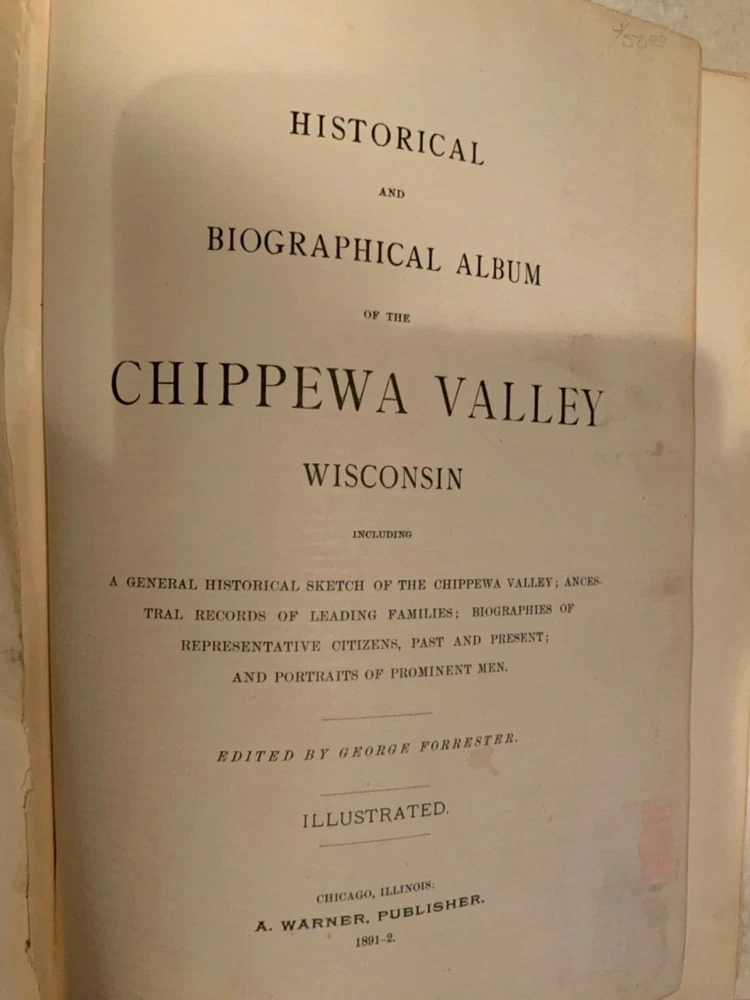 HISTORICAL
AND
BIOGRAPHICAL ALBUM
OF THE
CHIPPEWA VALLEY
WISCONSIN
INCLUDING
A GENERAL HISTORICAL SKETCH OF THE CHIPPEWA VALLEY; ANCES-
TRAL RECORDS OF LEADING FAMILIES; BIOGRAPHIES OF
REPRESENTATIVE CITIZENS, PAST AND PRESENT;
AND PORTRAITS OF PROMINENT MEN.
EDITED BY GEORGE FORRESTER.
ILLUSTRATED.
CHICAGO, ILLINOIS:
A. WARNER, PUBLISHER.
1891-2.